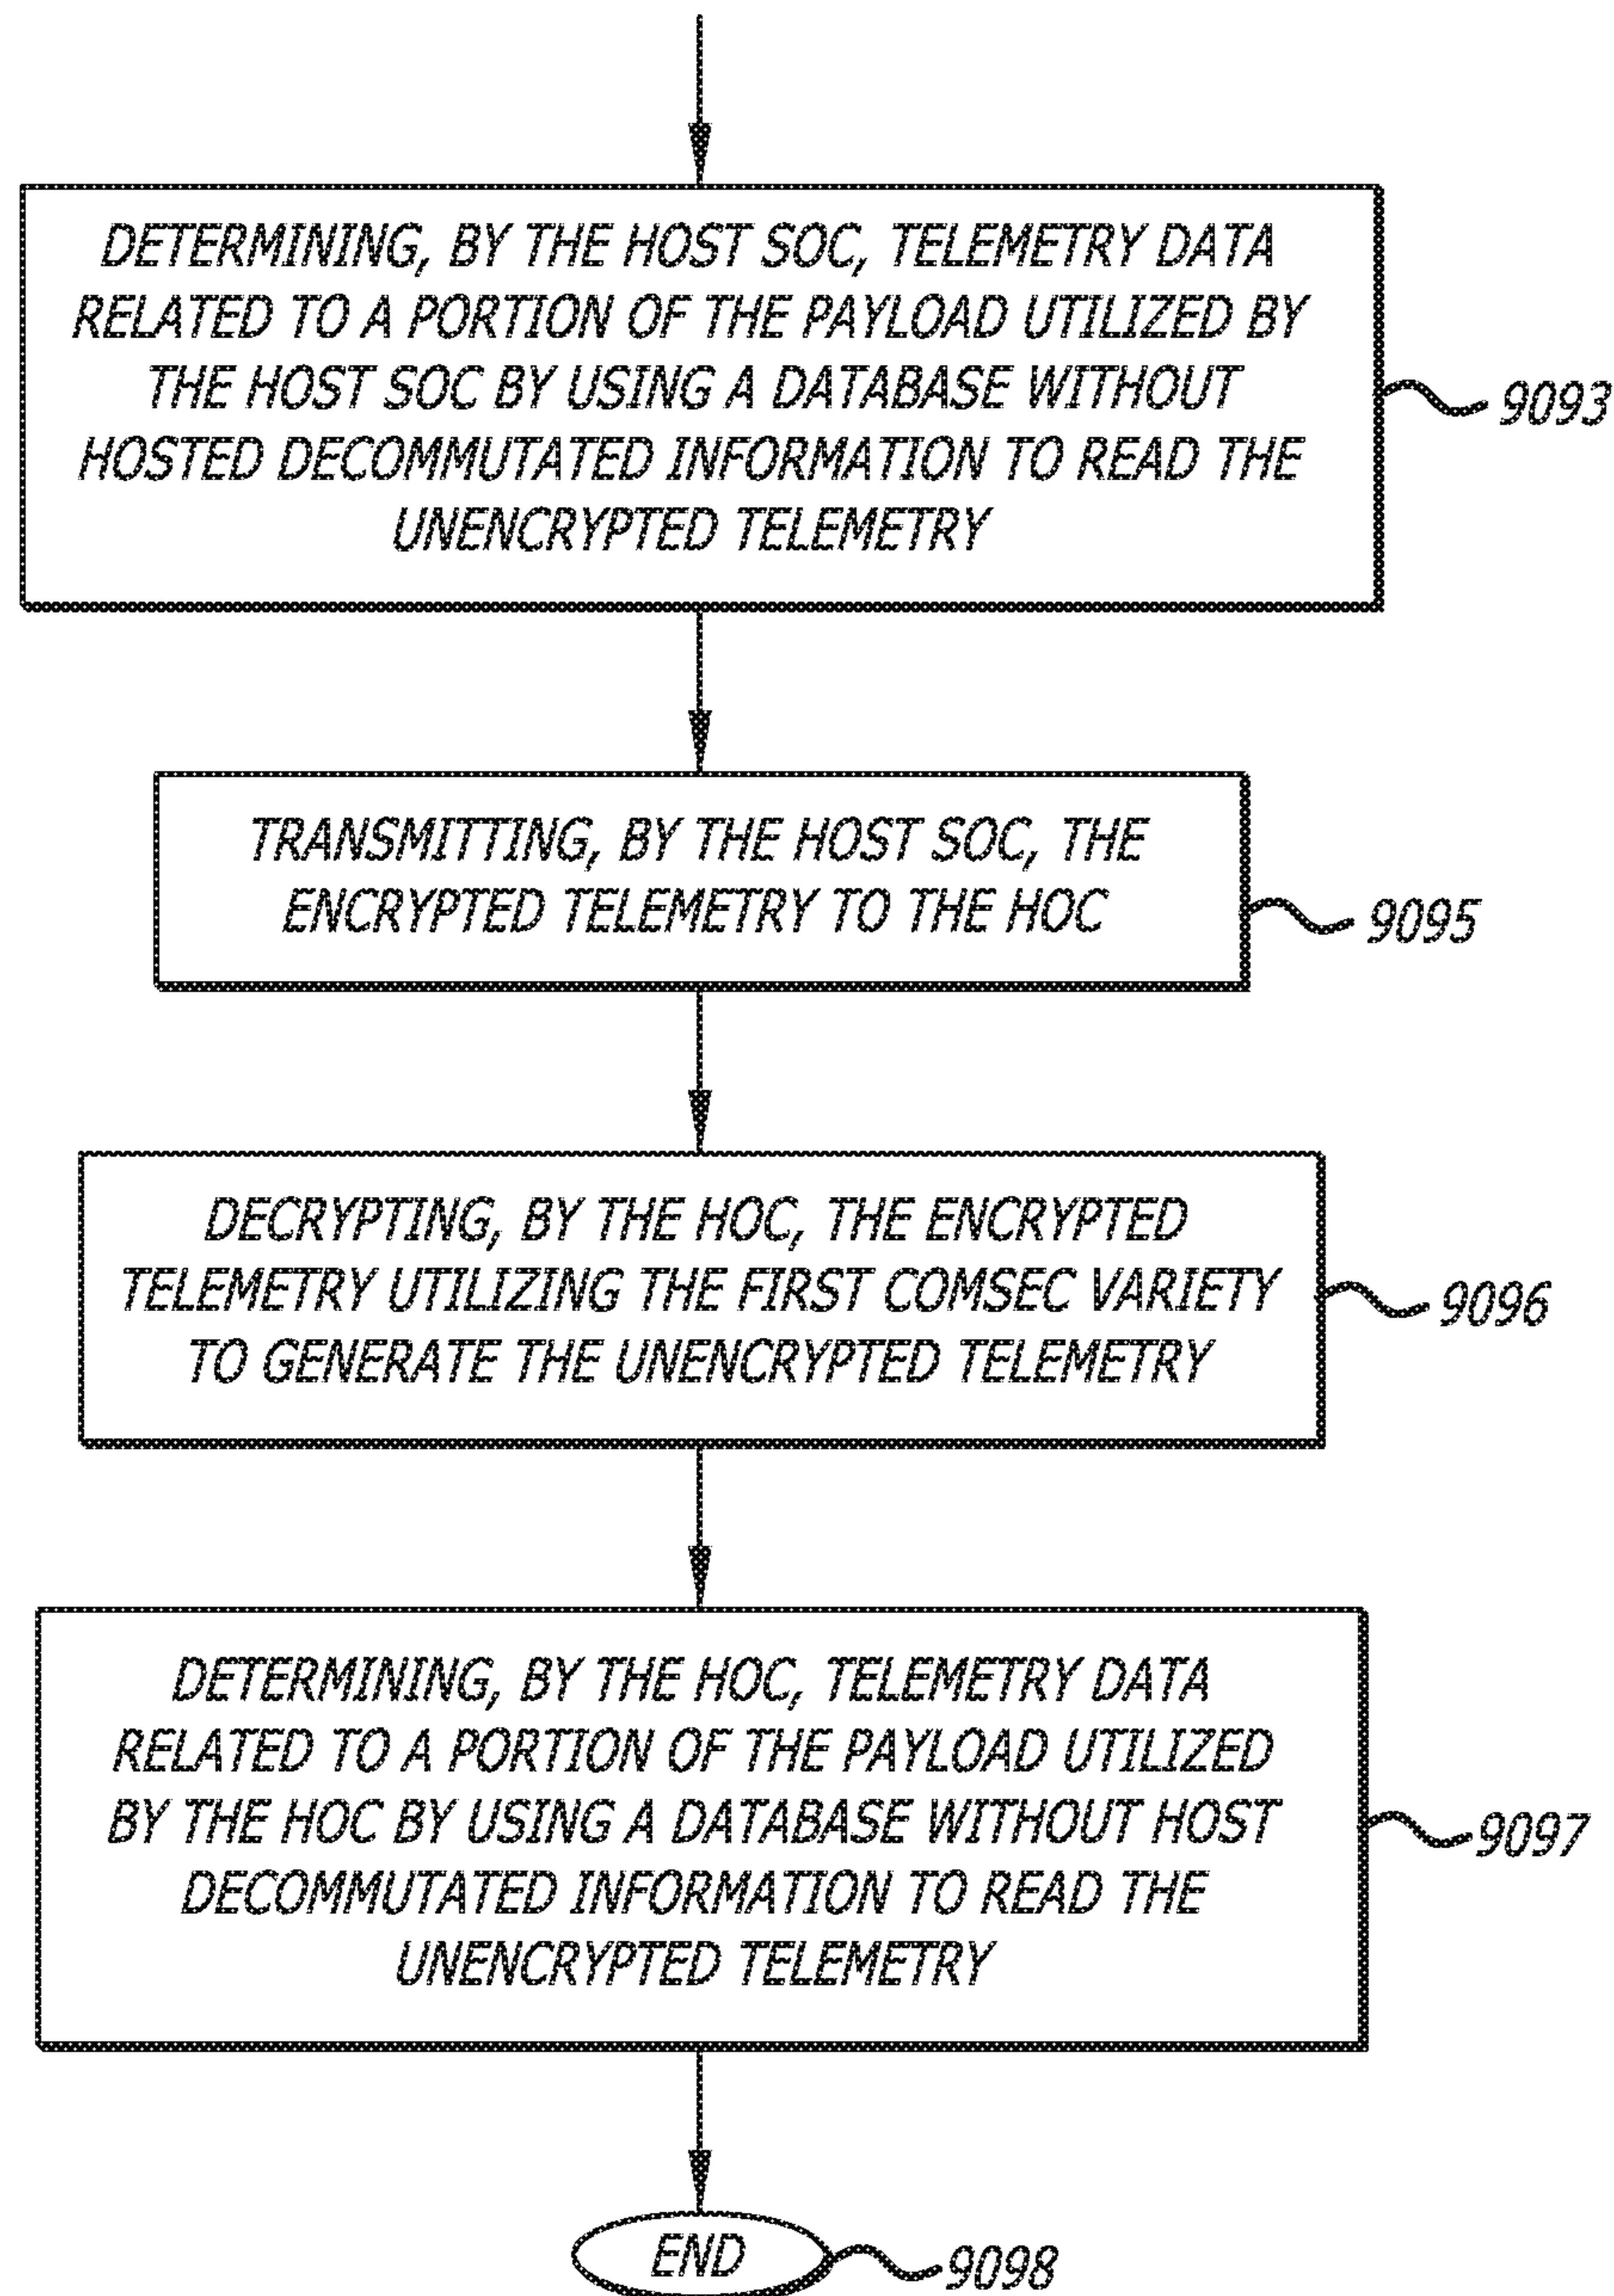 DETERMINING, BY THE HOST SOC, TELEMETRY DATA
RELATED TO A PORTION OF THE PAYLOAD UTILIZED BY
THE HOST SOC BY USING A DATABASE WITHOUT
HOSTED DECOMMUTATED INFORMATION TO READ THE
UNENCRYPTED TELEMETRY
9093
TRANSMITTING, BY THE HOST SOC, THE
ENCRYPTED TELEMETRY TO THE HOC
9095
DECRYPTING, BY THE HOC, THE ENCRYPTED
TELEMETRY UTILIZING THE FIRST COMSEC VARIETY
TO GENERATE THE UNENCRYPTED TELEMETRY
9096
DETERMINING, BY THE HOC, TELEMETRY DATA
RELATED TO A PORTION OF THE PAYLOAD UTILIZED
BY THE HOC BY USING A DATABASE WITHOUT HOST
DECOMMUTATED INFORMATION TO READ THE
UNENCRYPTED TELEMETRY
9097
END
9098